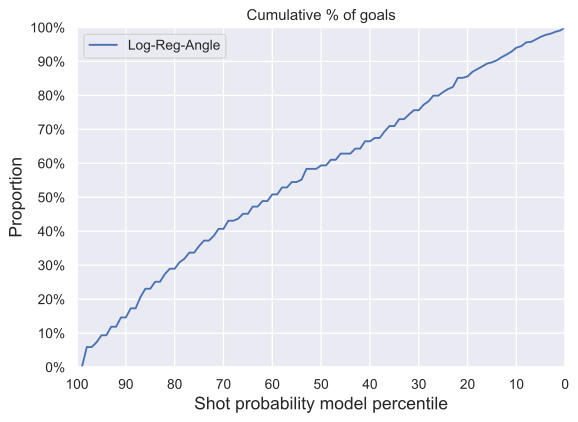 Cumulative % of goals
100%
90%
80%
70%
60%
50%
40%
30%
20%
10%
0%
Log-Reg-Angle
Proportion
100 90 80 70 60 50 40 30 20 10 0
Shot probability model percentile